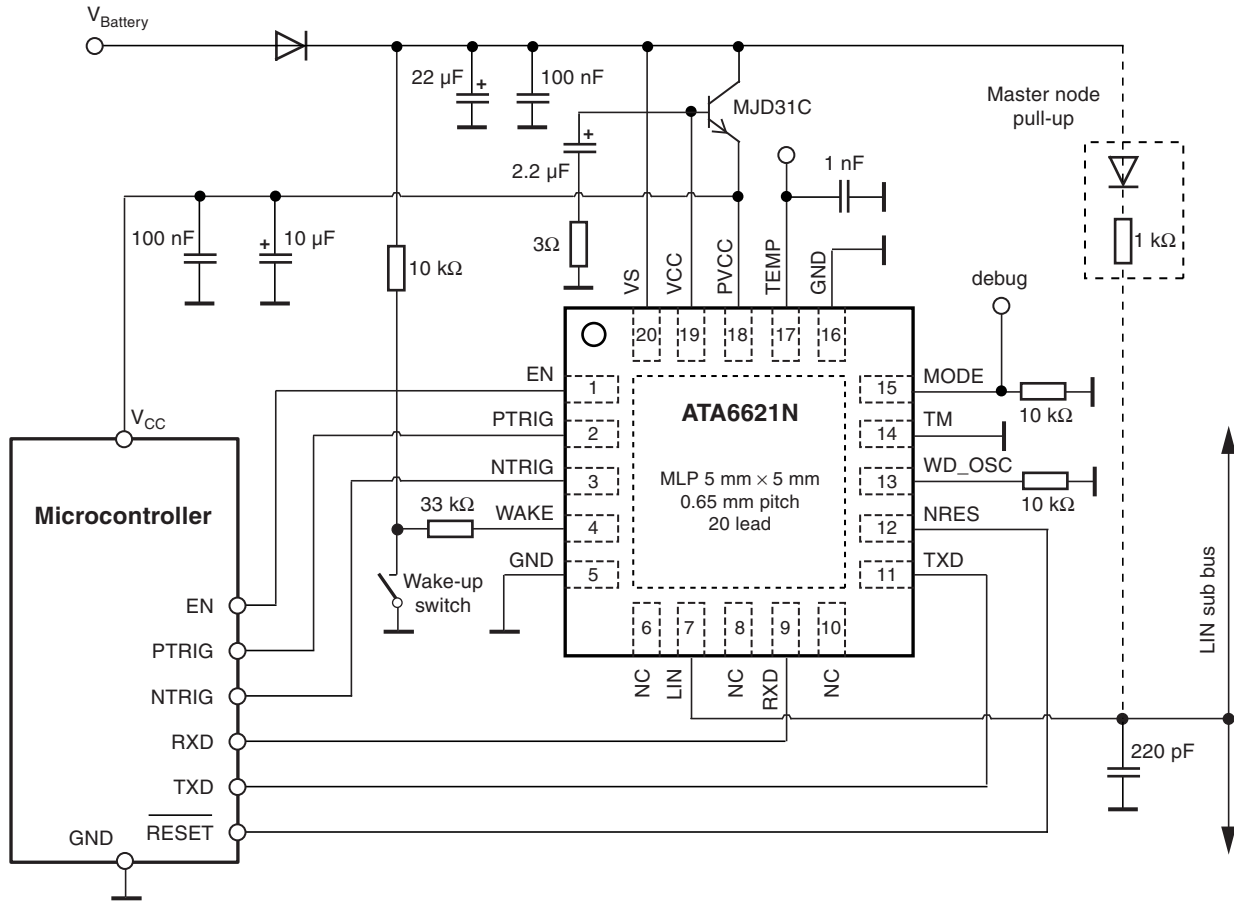 VBattery
22 µF
+
100 nF
MJD31C
+
2.2 µF
1 nF
Master node
pull-up
100 nF
+
10 µF
3Ω
10 kΩ
1 kΩ
VS
VCC
PVCC
TEMP
GND
debug
20
19
18
17
16
EN
1
PTRIG
2
NTRIG
3
33 kΩ
WAKE
4
GND
5
ATA6621N
MLP 5 mm × 5 mm
0.65 mm pitch
20 lead
15
MODE
10 kΩ
14
TM
13
WD_OSC
10 kΩ
12
NRES
11
TXD
6
7
8
9
10
NC
LIN
NC
RXD
NC
Wake-up
switch
VCC
Microcontroller
EN
PTRIG
NTRIG
RXD
TXD
RESET
GND
220 pF
LIN sub bus